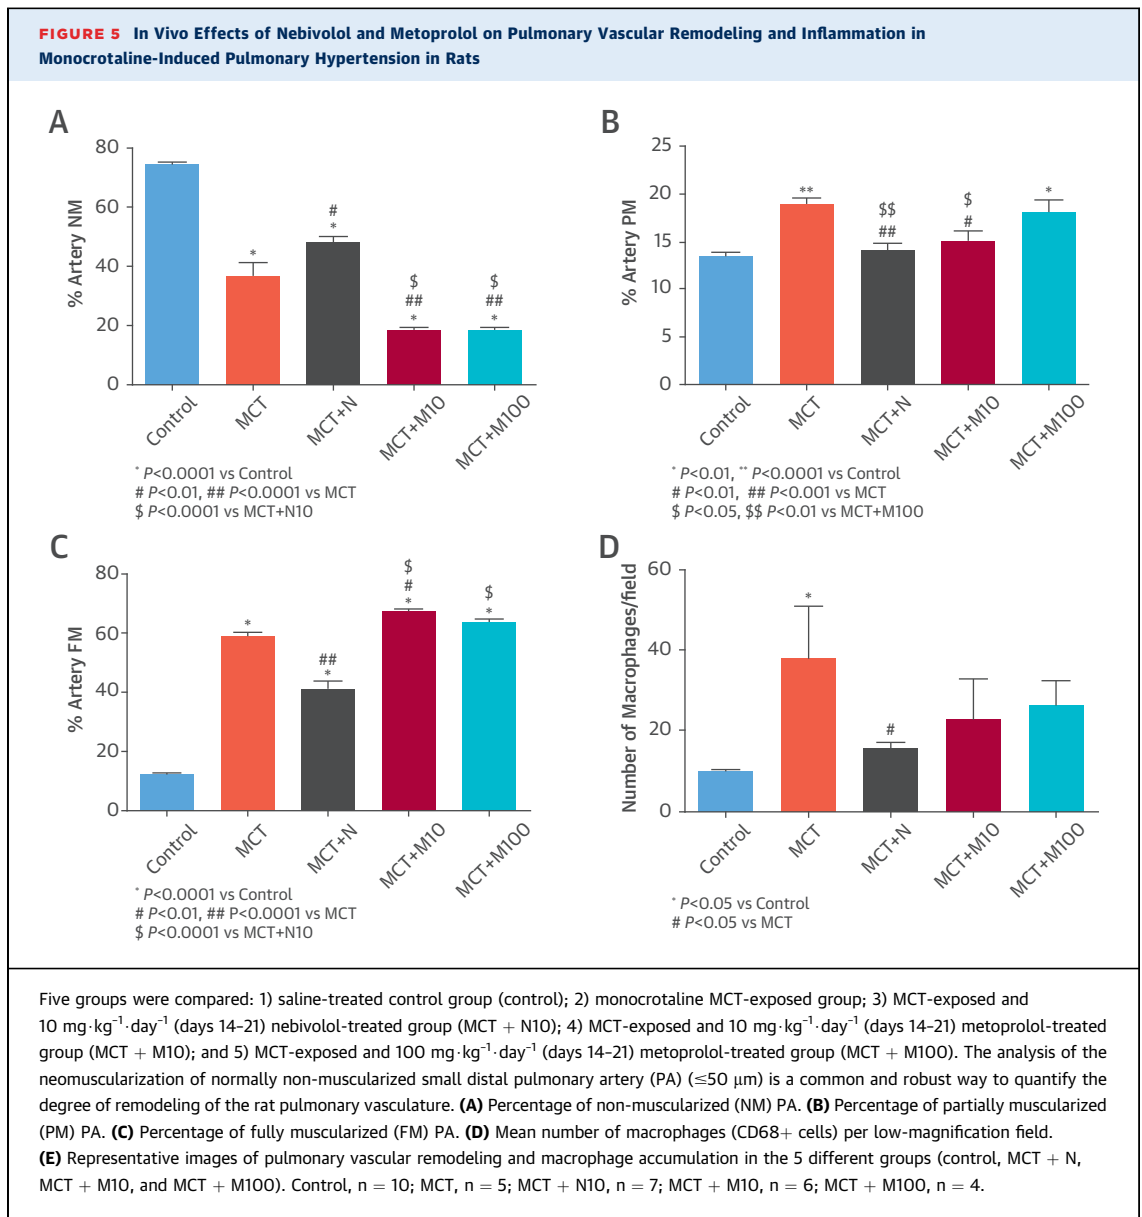 FIGURE 5 In Vivo Effects of Nebivolol and Metoprolol on Pulmonary Vascular Remodeling and Inflammation in
Monocrotaline-Induced Pulmonary Hypertension in Rats
A
% Artery NM
80
60
40
20
0
*
#
*
$
##
*
$
##
*
Control
MCT
MCT+N
MCT+M10
MCT+M100
* P<0.0001 vs Control
# P<0.01, ## P<0.0001 vs MCT
$ P<0.0001 vs MCT+N10
B
% Artery PM
25
20
15
10
5
0
**
$$
##
$
#
*
Control
MCT
MCT+N
MCT+M10
MCT+M100
* P<0.01, ** P<0.0001 vs Control
# P<0.01, ## P<0.001 vs MCT
$ P<0.05, $$ P<0.01 vs MCT+M100
C
% Artery FM
80
60
40
20
0
*
##
*
$
#
*
$
*
Control
MCT
MCT+N
MCT+M10
MCT+M100
* P<0.0001 vs Control
# P<0.01, ## P<0.0001 vs MCT
$ P<0.0001 vs MCT+N10
D
Number of Macrophages/field
60
40
20
0
*
#
Control
MCT
MCT+N
MCT+M10
MCT+M100
* P<0.05 vs Control
# P<0.05 vs MCT
Five groups were compared: 1) saline-treated control group (control); 2) monocrotaline MCT-exposed group; 3) MCT-exposed and
10 mg·kg⁻¹·day⁻¹ (days 14–21) nebivolol-treated group (MCT + N10); 4) MCT-exposed and 10 mg·kg⁻¹·day⁻¹ (days 14–21) metoprolol-treated
group (MCT + M10); and 5) MCT-exposed and 100 mg·kg⁻¹·day⁻¹ (days 14–21) metoprolol-treated group (MCT + M100). The analysis of the
neomuscularization of normally non-muscularized small distal pulmonary artery (PA) (≤50 μm) is a common and robust way to quantify the
degree of remodeling of the rat pulmonary vasculature. (A) Percentage of non-muscularized (NM) PA. (B) Percentage of partially muscularized
(PM) PA. (C) Percentage of fully muscularized (FM) PA. (D) Mean number of macrophages (CD68+ cells) per low-magnification field.
(E) Representative images of pulmonary vascular remodeling and macrophage accumulation in the 5 different groups (control, MCT + N,
MCT + M10, and MCT + M100). Control, n = 10; MCT, n = 5; MCT + N10, n = 7; MCT + M10, n = 6; MCT + M100, n = 4.